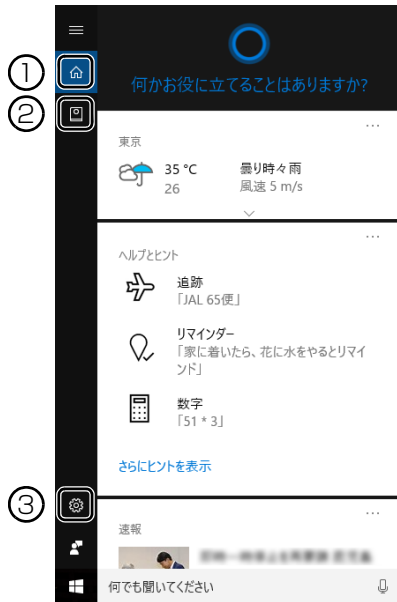 何かお役に立てることはありますか?
①
②
…
東京
35 °C
曇り時々雨
26
風速 5 m/s
…
ヘルプとヒント
追跡
「JAL 65便」
リマインダー
「家に着いたら、花に水をやるとリマイ
ンド」
数字
「51 * 3」
さらにヒントを表示
③
…
速報
何でも聞いてください